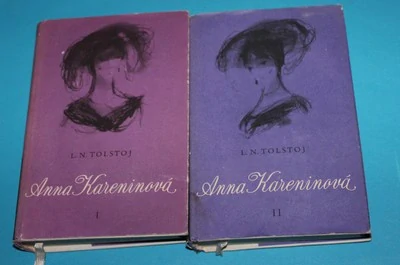 L. N. TOLSTOJ
Anna Kareninová
I
L. N. TOLSTOJ
Anna Kareninová
II